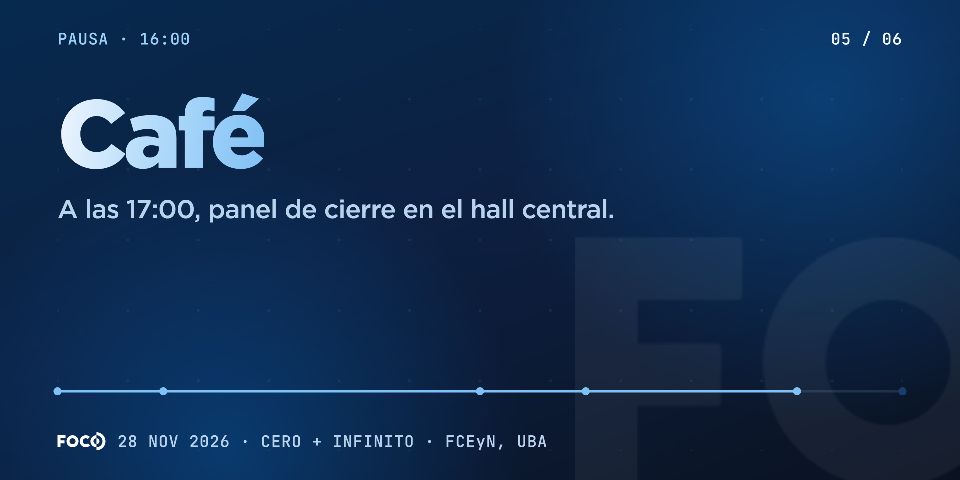 PAUSA · 16:00
05 / 06
Café
A las 17:00, panel de cierre en el hall central.
FOCO 28 NOV 2026 · CERO + INFINITO · FCEyN, UBA
FO